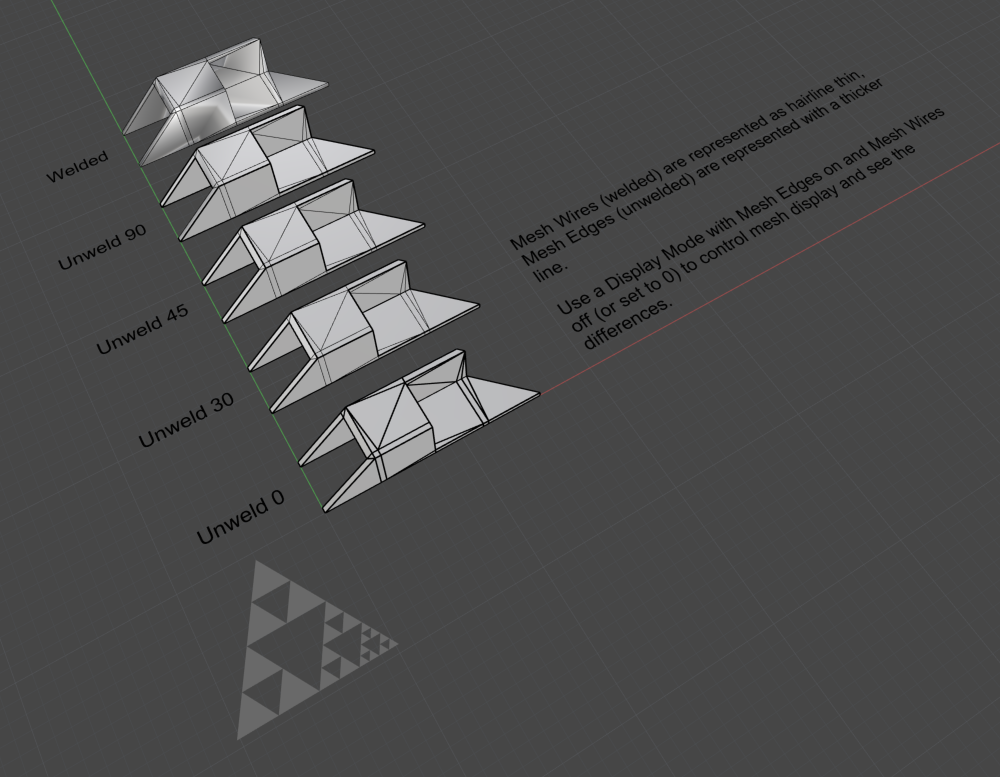 Welded
Unweld 90
Unweld 45
Unweld 30
Unweld 0
Mesh Wires (welded) are represented as hairline thin,
Mesh Edges (unwelded) are represented with a thicker
line.
Use a Display Mode with Mesh Edges on and Mesh Wires
off (or set to 0) to control mesh display and see the
differences.